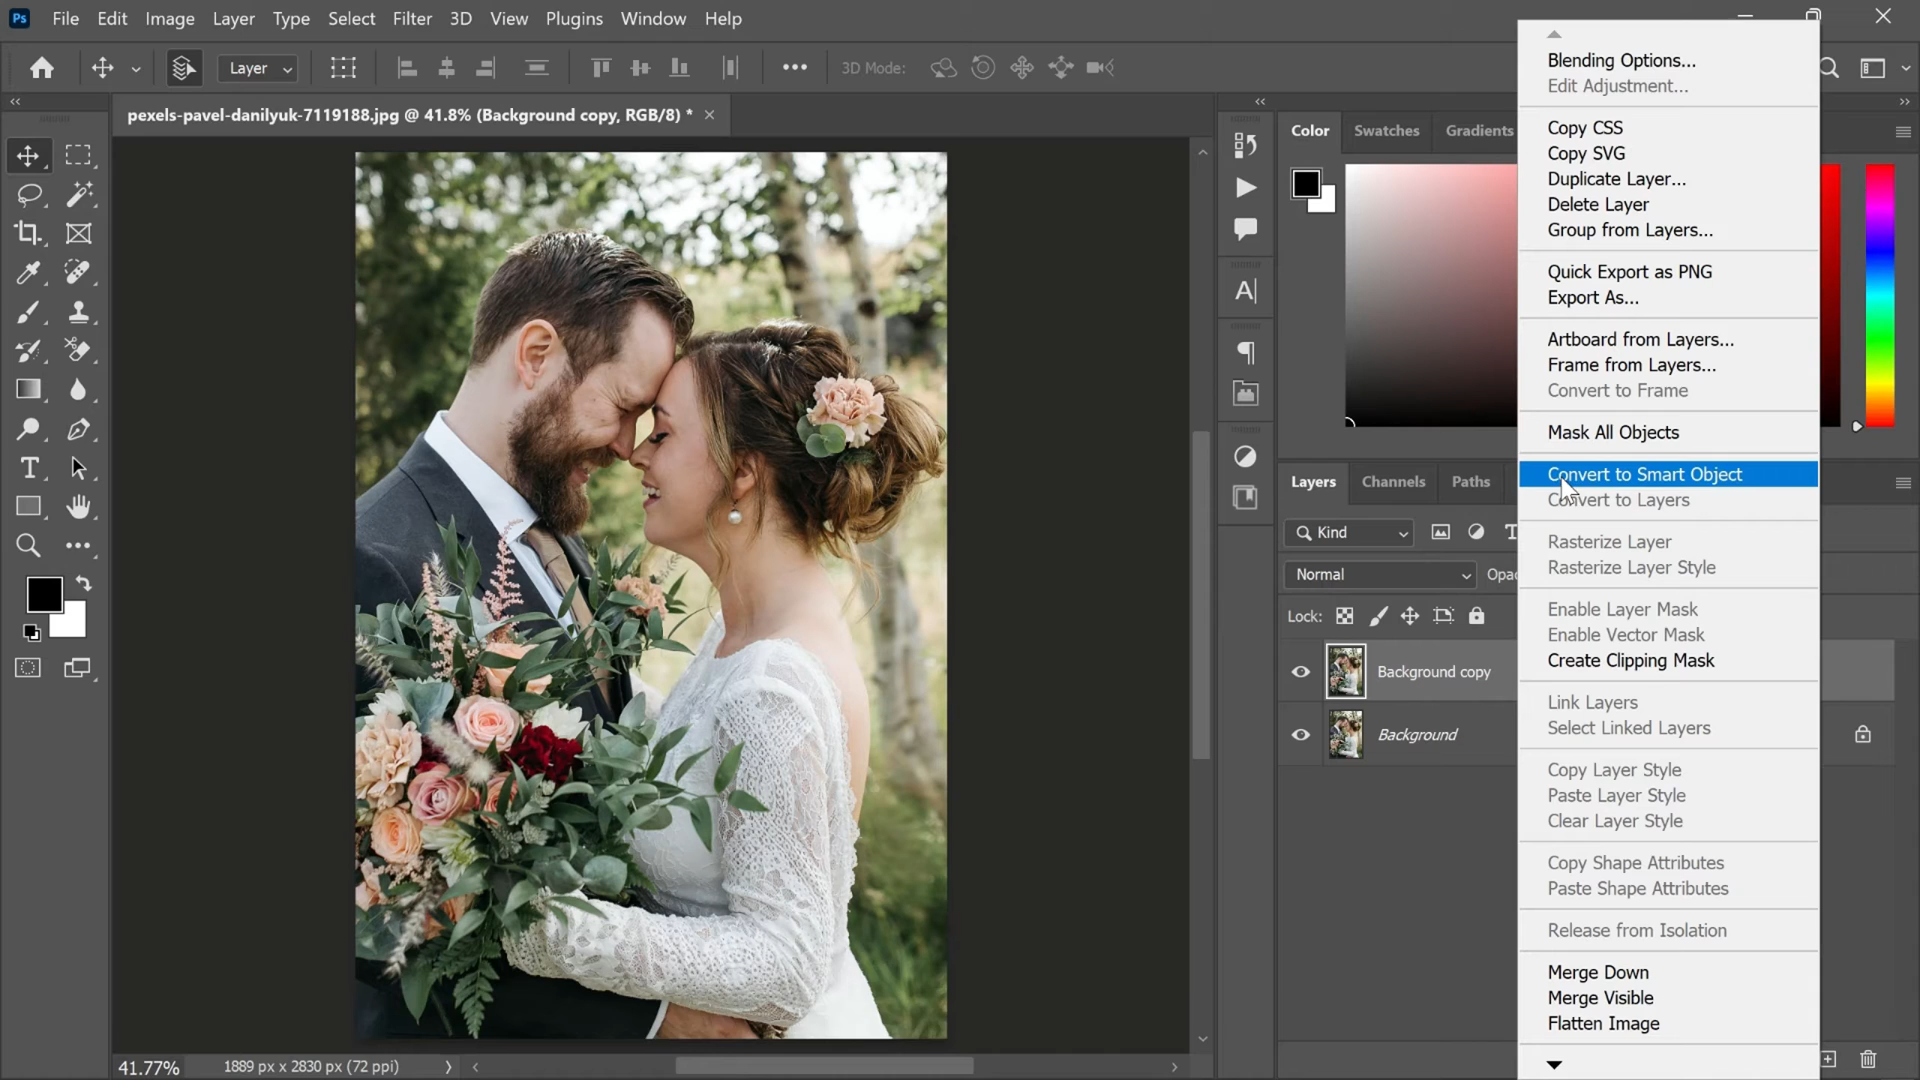 Ps File Edit Image Layer Type Select Filter 3D View Plugins Window Help
Layer 3D Mode:
pexels-pavel-danilyuk-7119188.jpg @ 41.8% (Background copy, RGB/8) *
Color Swatches Gradients
Layers Channels Paths
Kind
Normal Opac
Lock:
Background copy
Background
41.77% 1889 px x 2830 px (72 ppi)
Blending Options...
Edit Adjustment...
Copy CSS
Copy SVG
Duplicate Layer...
Delete Layer
Group from Layers...
Quick Export as PNG
Export As...
Artboard from Layers...
Frame from Layers...
Convert to Frame
Mask All Objects
Convert to Smart Object
Convert to Layers
Rasterize Layer
Rasterize Layer Style
Enable Layer Mask
Enable Vector Mask
Create Clipping Mask
Link Layers
Select Linked Layers
Copy Layer Style
Paste Layer Style
Clear Layer Style
Copy Shape Attributes
Paste Shape Attributes
Release from Isolation
Merge Down
Merge Visible
Flatten Image